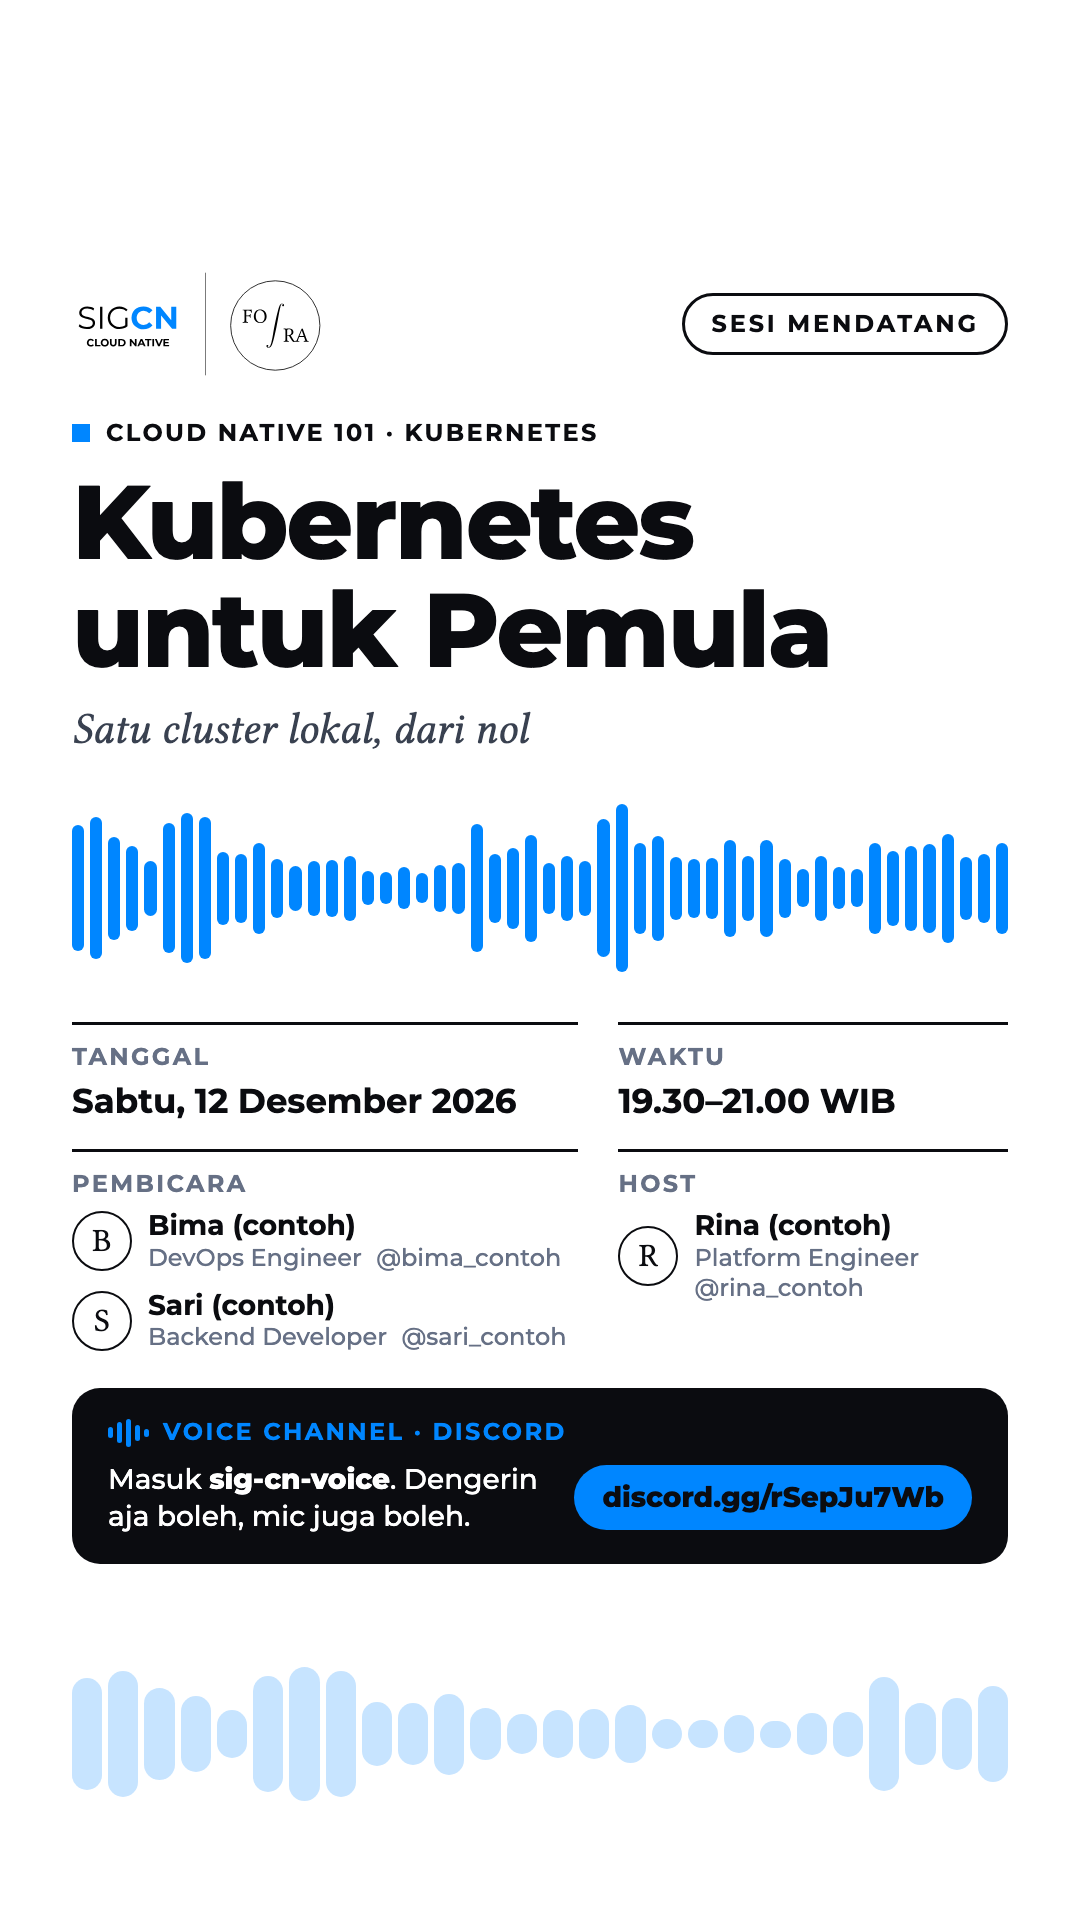 SIGCN
CLOUD NATIVE
FO
RA
SESI MENDATANG
CLOUD NATIVE 101 · KUBERNETES
Kubernetes
untuk Pemula
Satu cluster lokal, dari nol
TANGGAL
Sabtu, 12 Desember 2026
WAKTU
19.30–21.00 WIB
PEMBICARA
B
Bima (contoh)
DevOps Engineer @bima_contoh
S
Sari (contoh)
Backend Developer @sari_contoh
HOST
R
Rina (contoh)
Platform Engineer
@rina_contoh
VOICE CHANNEL · DISCORD
Masuk sig-cn-voice. Dengerin
aja boleh, mic juga boleh.
discord.gg/rSepJu7Wb